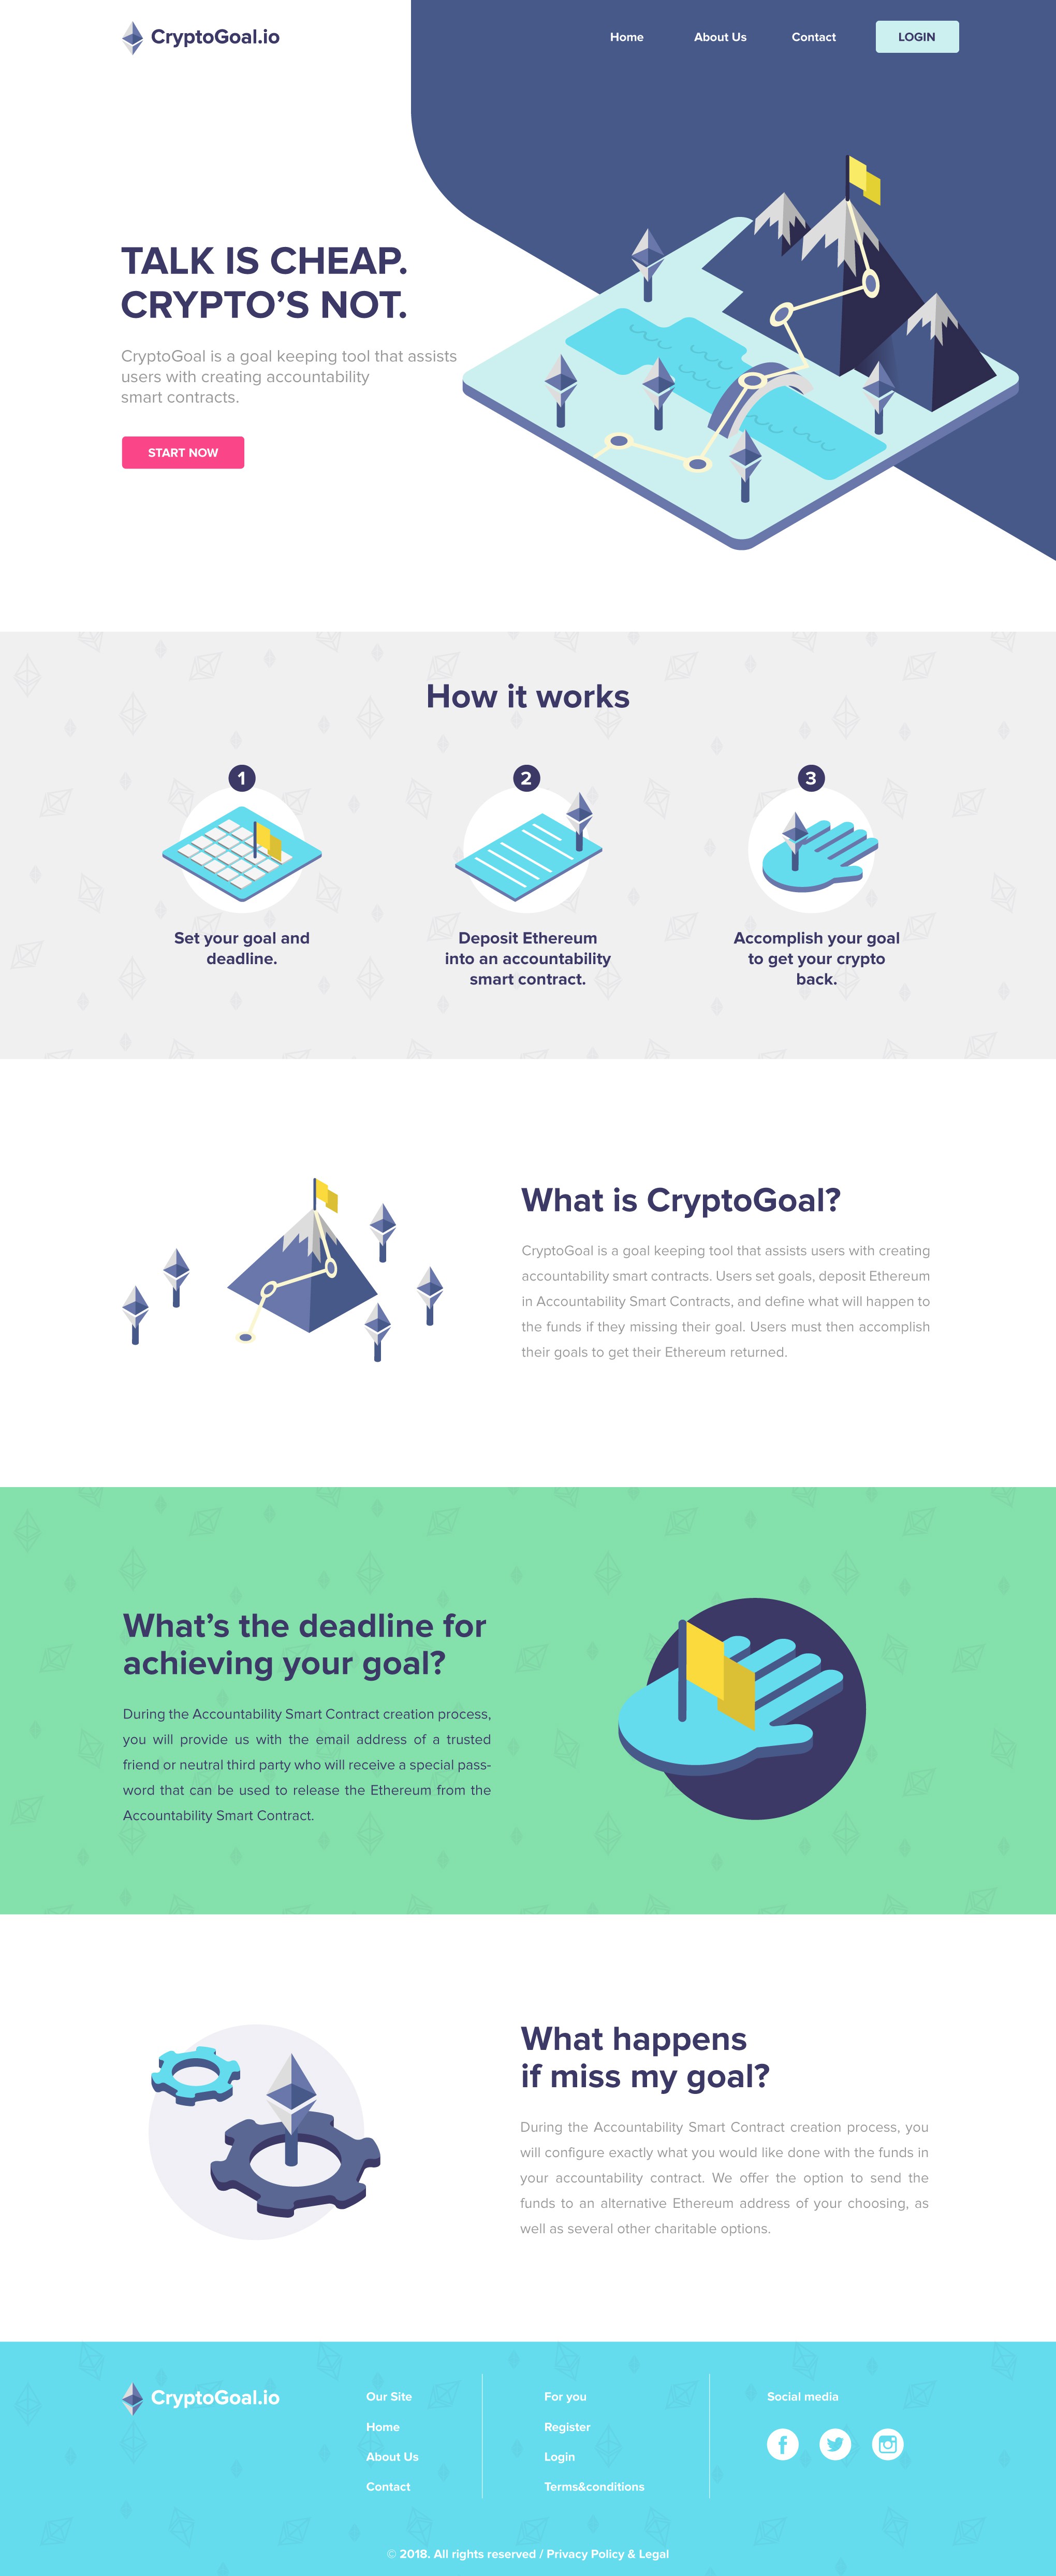 CryptoGoal.io
Home
About Us
Contact
LOGIN
TALK IS CHEAP.
CRYPTO’S NOT.
CryptoGoal is a goal keeping tool that assists
users with creating accountability
smart contracts.
START NOW
How it works
1
Set your goal and
deadline.
2
Deposit Ethereum
into an accountability
smart contract.
3
Accomplish your goal
to get your crypto
back.
What is CryptoGoal?
CryptoGoal is a goal keeping tool that assists users with creating
accountability smart contracts. Users set goals, deposit Ethereum
in Accountability Smart Contracts, and define what will happen to
the funds if they missing their goal. Users must then accomplish
their goals to get their Ethereum returned.
What’s the deadline for
achieving your goal?
During the Accountability Smart Contract creation process,
you will provide us with the email address of a trusted
friend or neutral third party who will receive a special pass-
word that can be used to release the Ethereum from the
Accountability Smart Contract.
What happens
if miss my goal?
During the Accountability Smart Contract creation process, you
will configure exactly what you would like done with the funds in
your accountability contract. We offer the option to send the
funds to an alternative Ethereum address of your choosing, as
well as several other charitable options.
CryptoGoal.io
Our Site
Home
About Us
Contact
For you
Register
Login
Terms&conditions
Social media
© 2018. All rights reserved / Privacy Policy & Legal